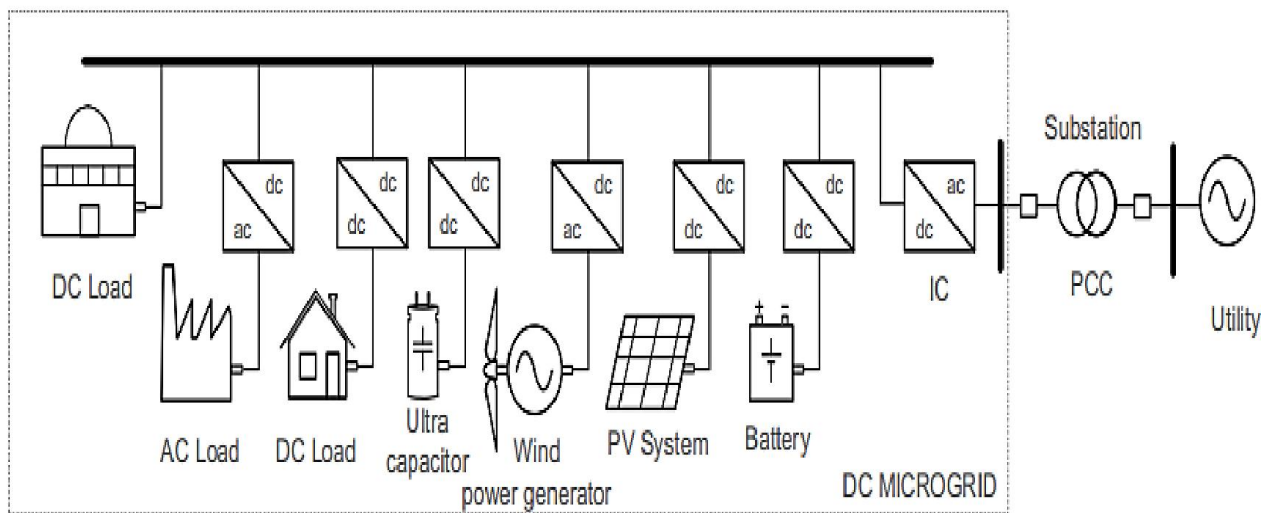 Substation
dc
ac
dc
dc
dc
dc
dc
ac
dc
dc
dc
dc
ac
dc
DC Load
IC
PCC
Utility
+ -
AC Load
DC Load
Ultra
capacitor
Wind
power generator
PV System
Battery
DC MICROGRID